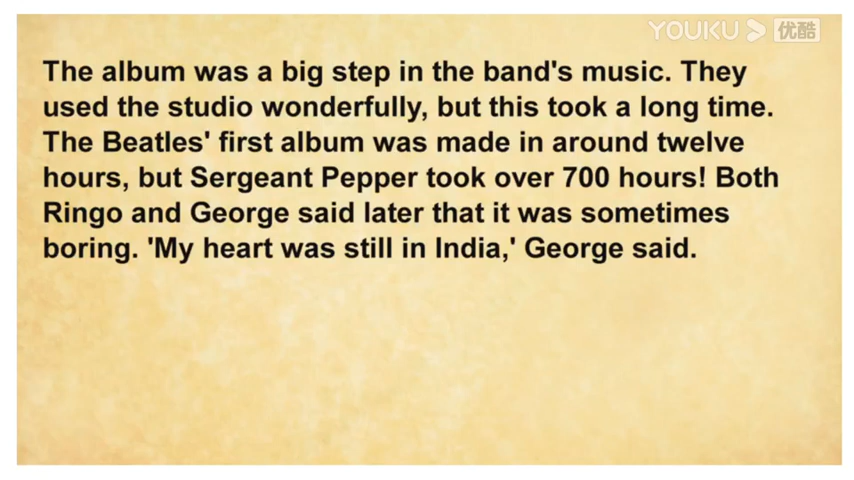 YOUKU 优酷
The album was a big step in the band's music. They
used the studio wonderfully, but this took a long time.
The Beatles' first album was made in around twelve
hours, but Sergeant Pepper took over 700 hours! Both
Ringo and George said later that it was sometimes
boring. 'My heart was still in India,' George said.